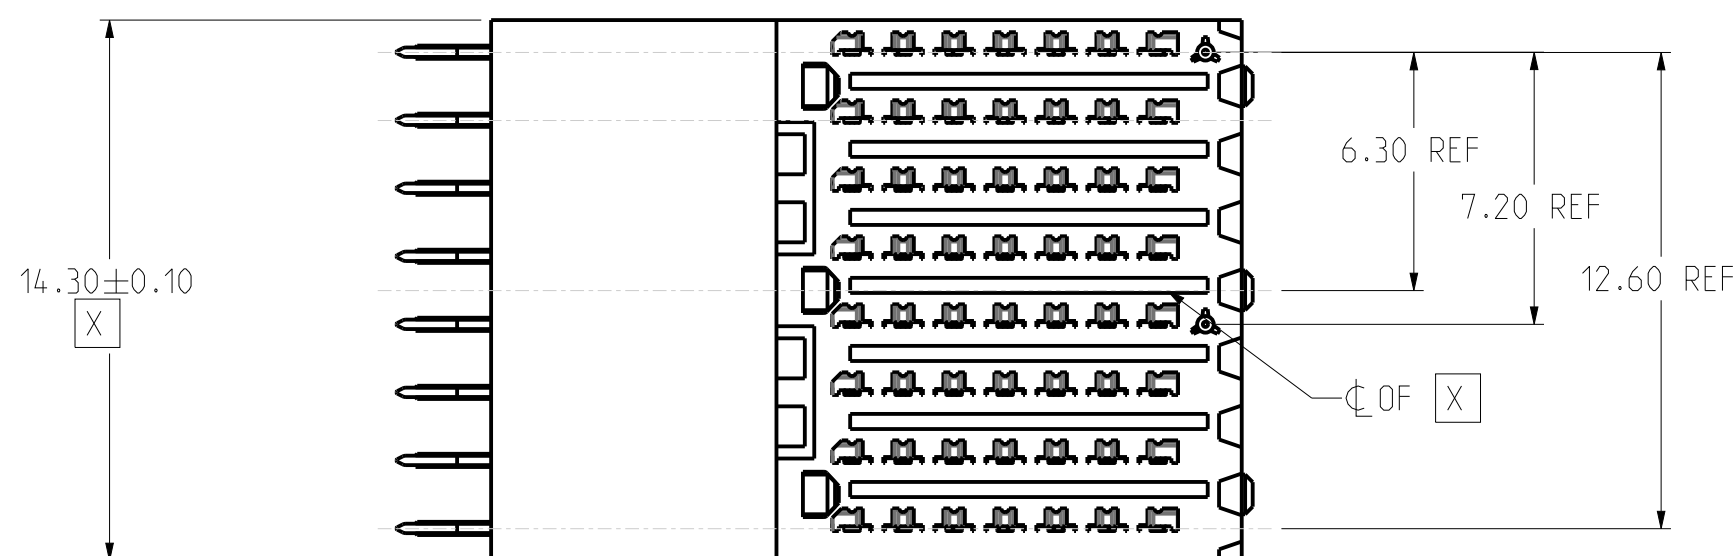 6.30 REF
7.20 REF
14.30±0.10
12.60 REF
X
℄ OF X